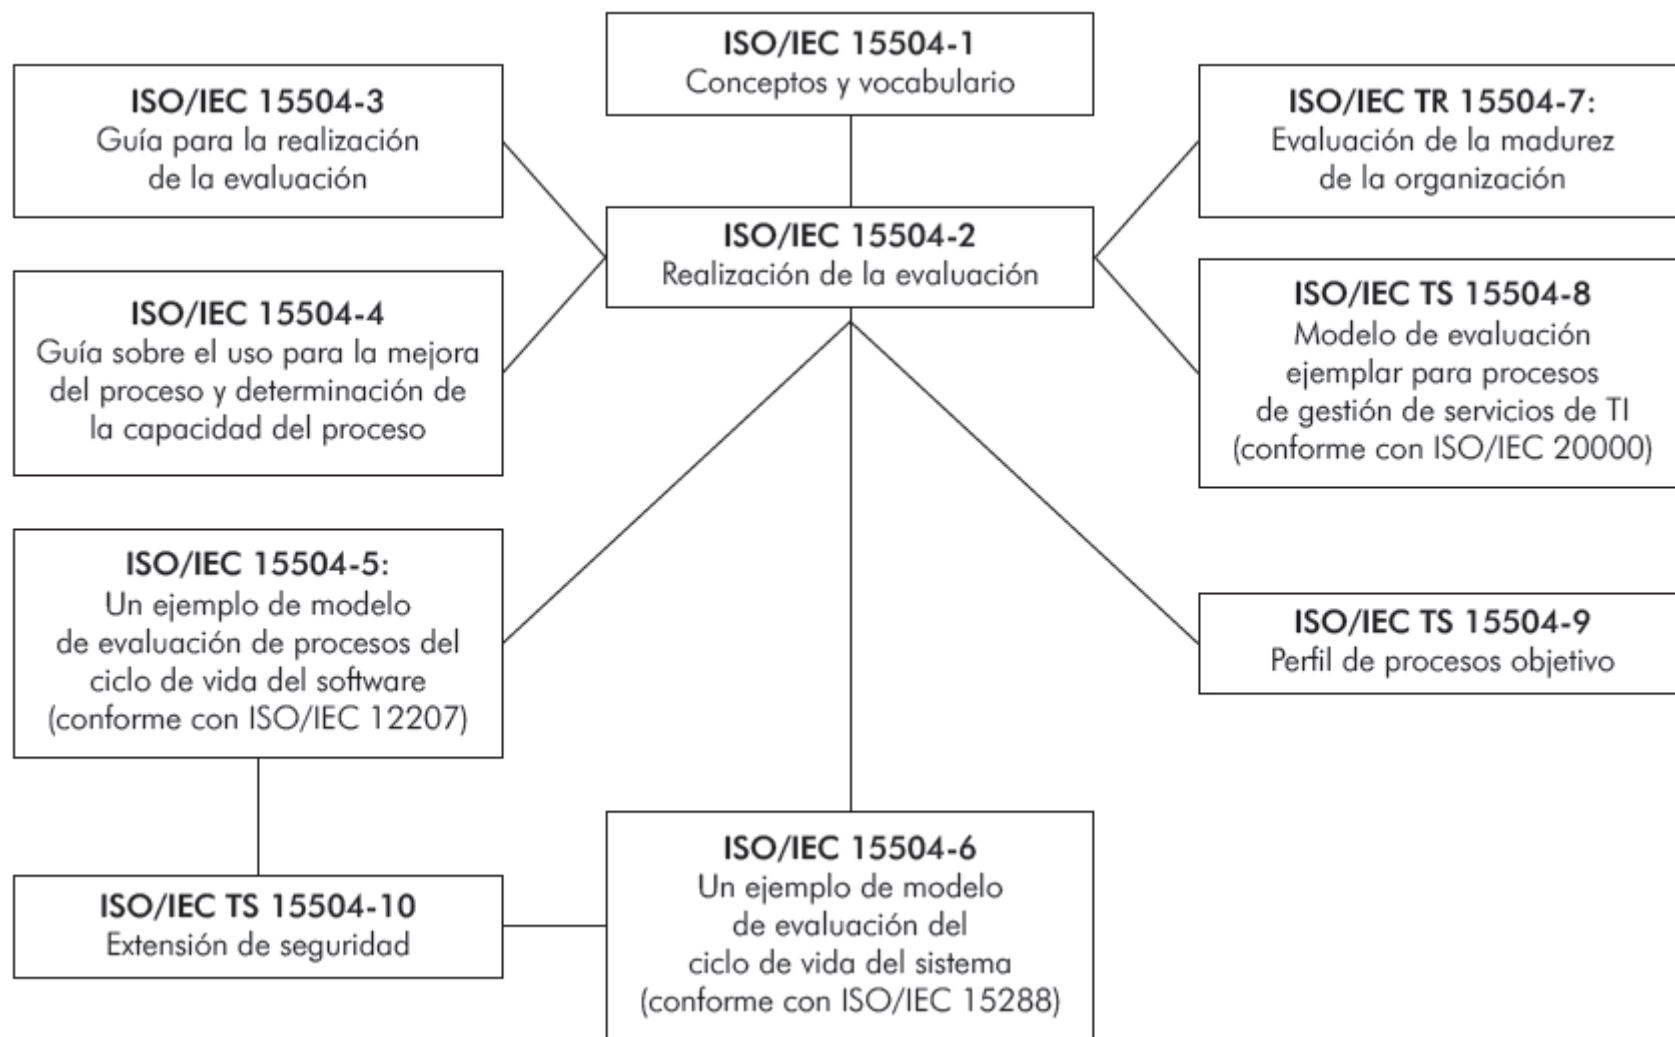 ISO/IEC 15504-1
Conceptos y vocabulario
ISO/IEC 15504-3
Guía para la realización
de la evaluación
ISO/IEC TR 15504-7:
Evaluación de la madurez
de la organización
ISO/IEC 15504-2
Realización de la evaluación
ISO/IEC 15504-4
Guía sobre el uso para la mejora
del proceso y determinación de
la capacidad del proceso
ISO/IEC TS 15504-8
Modelo de evaluación
ejemplar para procesos
de gestión de servicios de TI
(conforme con ISO/IEC 20000)
ISO/IEC 15504-5:
Un ejemplo de modelo
de evaluación de procesos del
ciclo de vida del software
(conforme con ISO/IEC 12207)
ISO/IEC TS 15504-9
Perfil de procesos objetivo
ISO/IEC TS 15504-10
Extensión de seguridad
ISO/IEC 15504-6
Un ejemplo de modelo
de evaluación del
ciclo de vida del sistema
(conforme con ISO/IEC 15288)